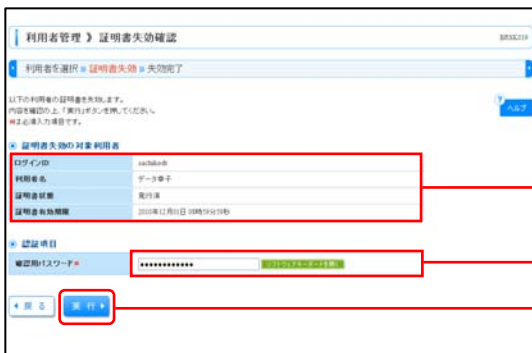 利用者管理 》 証明書失効確認
BRSK019
利用者を選択 » 証明書失効 » 失効完了
以下の利用者の証明書を失効します。
内容を確認の上、「実行」ボタンを押してください。
※は必須入力項目です。
ヘルプ
証明書失効の対象利用者
ログインID sachikodt
利用者名 データ幸子
証明書状態 発行済
証明書有効期限 2010年12月01日 08時59分59秒
認証項目
確認用パスワード※ ●●●●●●●●●●●● ソフトウェアキーボードを開く
戻る
実行